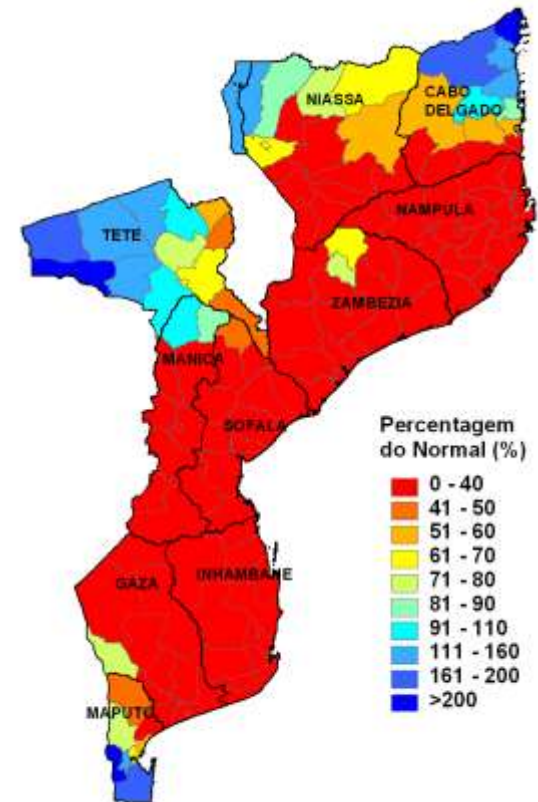 NIASSA
CABO
DELGADO
NAMPULA
TETE
ZAMBEZIA
MANICA
SOFALA
GAZA
INHAMBANE
MAPUTO
Percentagem
do Normal (%)
0 - 40
41 - 50
51 - 60
61 - 70
71 - 80
81 - 90
91 - 110
111 - 160
161 - 200
>200